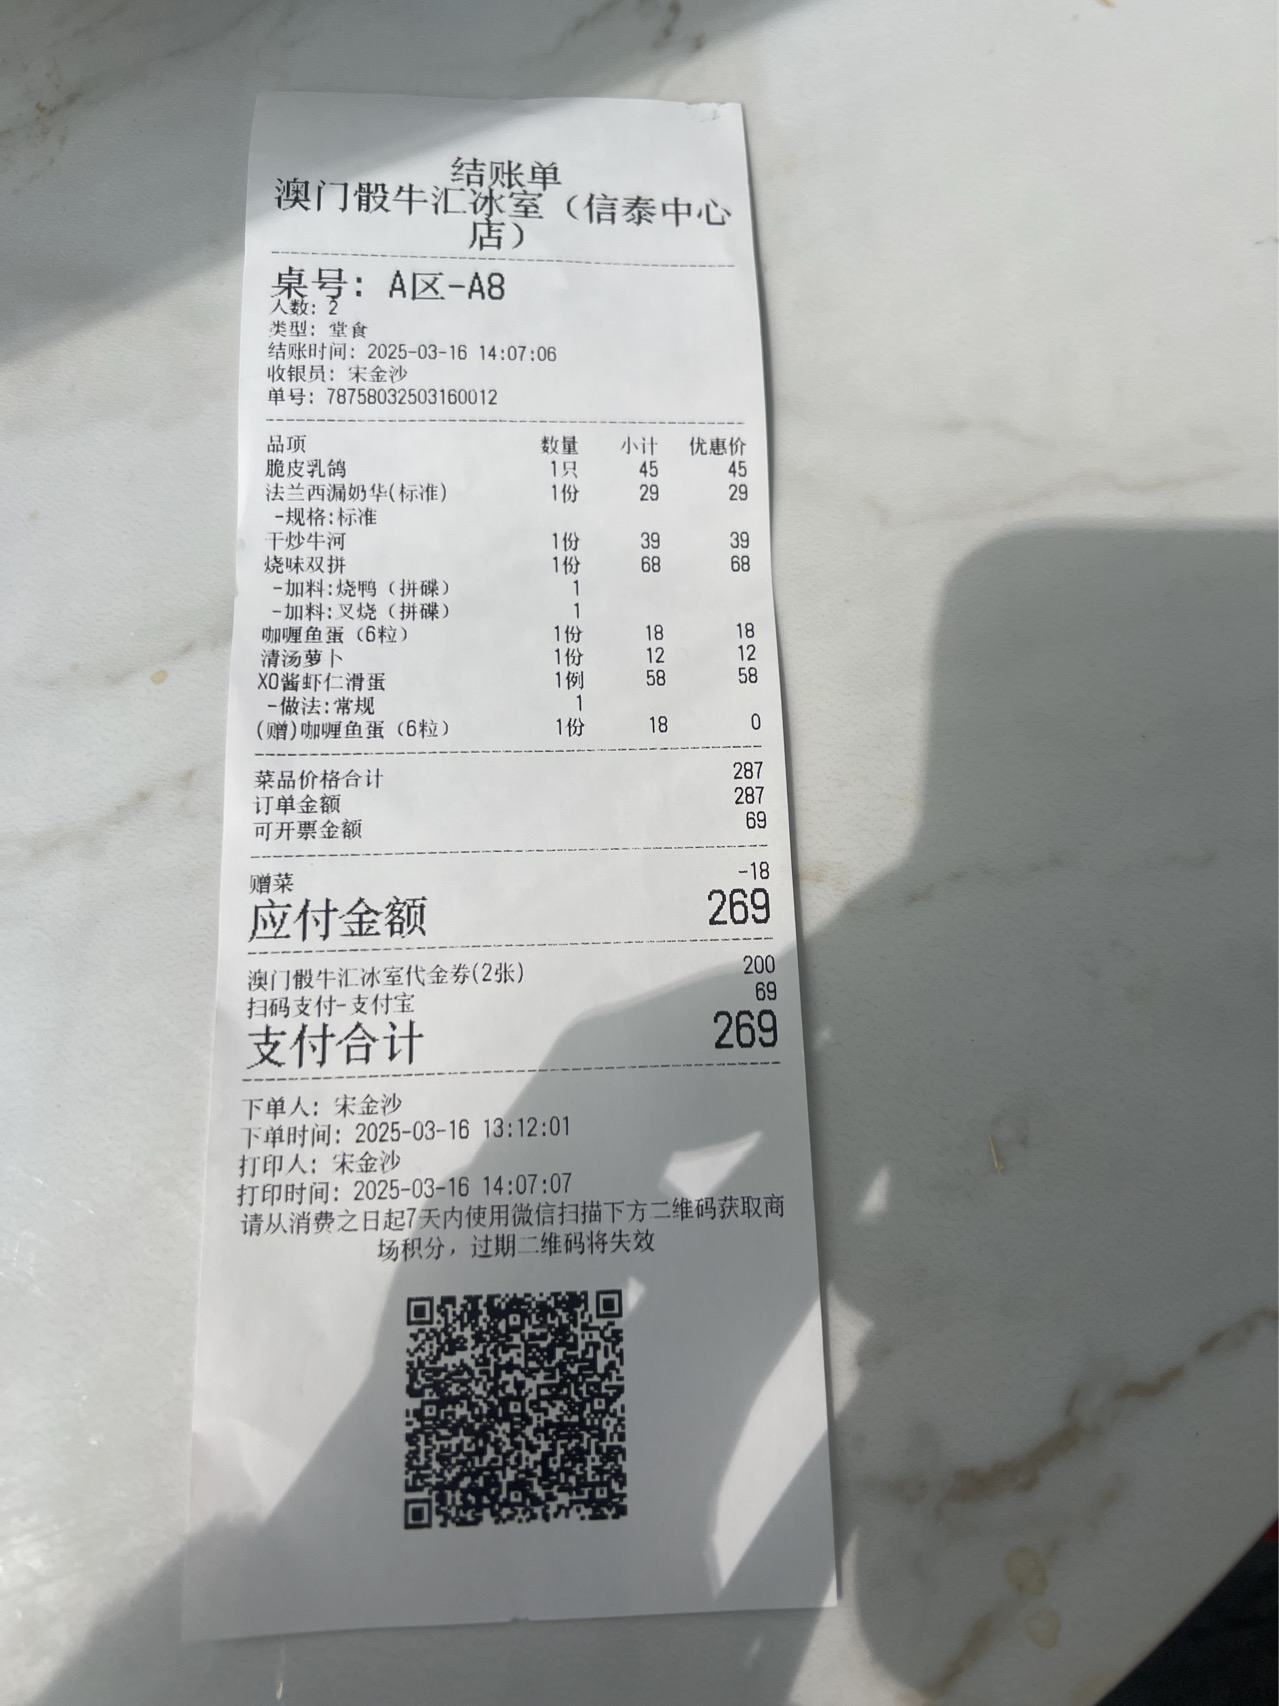 结账单
澳门骰牛汇冰室（信泰中心
店）
桌号： A区-A8
人数: 2
类型: 堂食
结账时间: 2025-03-16 14:07:06
收银员: 宋金沙
单号: 78758032503160012
品项 数量 小计 优惠价
脆皮乳鸽 1只 45 45
法兰西漏奶华(标准) 1份 29 29
-规格:标准
干炒牛河 1份 39 39
烧味双拼 1份 68 68
-加料:烧鸭（拼碟） 1
-加料:叉烧（拼碟） 1
咖喱鱼蛋（6粒） 1份 18 18
清汤萝卜 1份 12 12
XO酱虾仁滑蛋 1例 58 58
-做法:常规 1
(赠)咖喱鱼蛋（6粒） 1份 18 0
菜品价格合计 287
订单金额 287
可开票金额 69
赠菜 -18
应付金额 269
澳门骰牛汇冰室代金券(2张) 200
扫码支付-支付宝 69
支付合计 269
下单人: 宋金沙
下单时间: 2025-03-16 13:12:01
打印人: 宋金沙
打印时间: 2025-03-16 14:07:07
请从消费之日起7天内使用微信扫描下方二维码获取商
场积分，过期二维码将失效